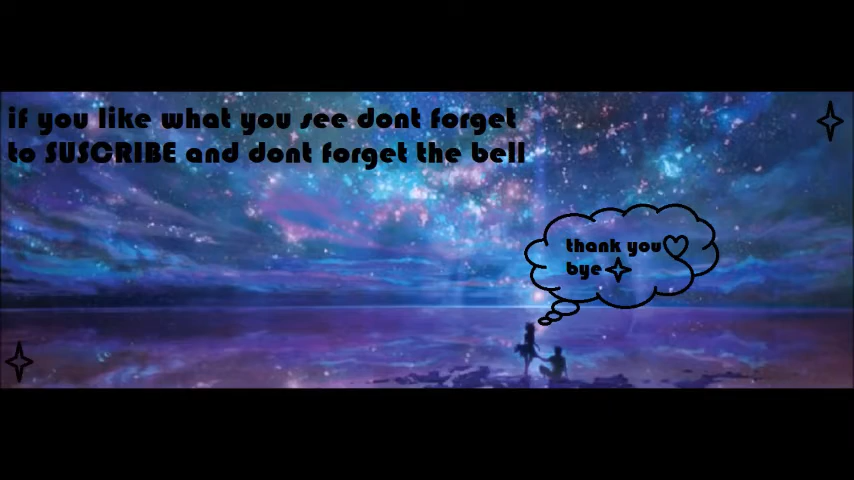 if you like what you see dont forget
to SUSCRIBE and dont forget the bell
thank you♡
bye